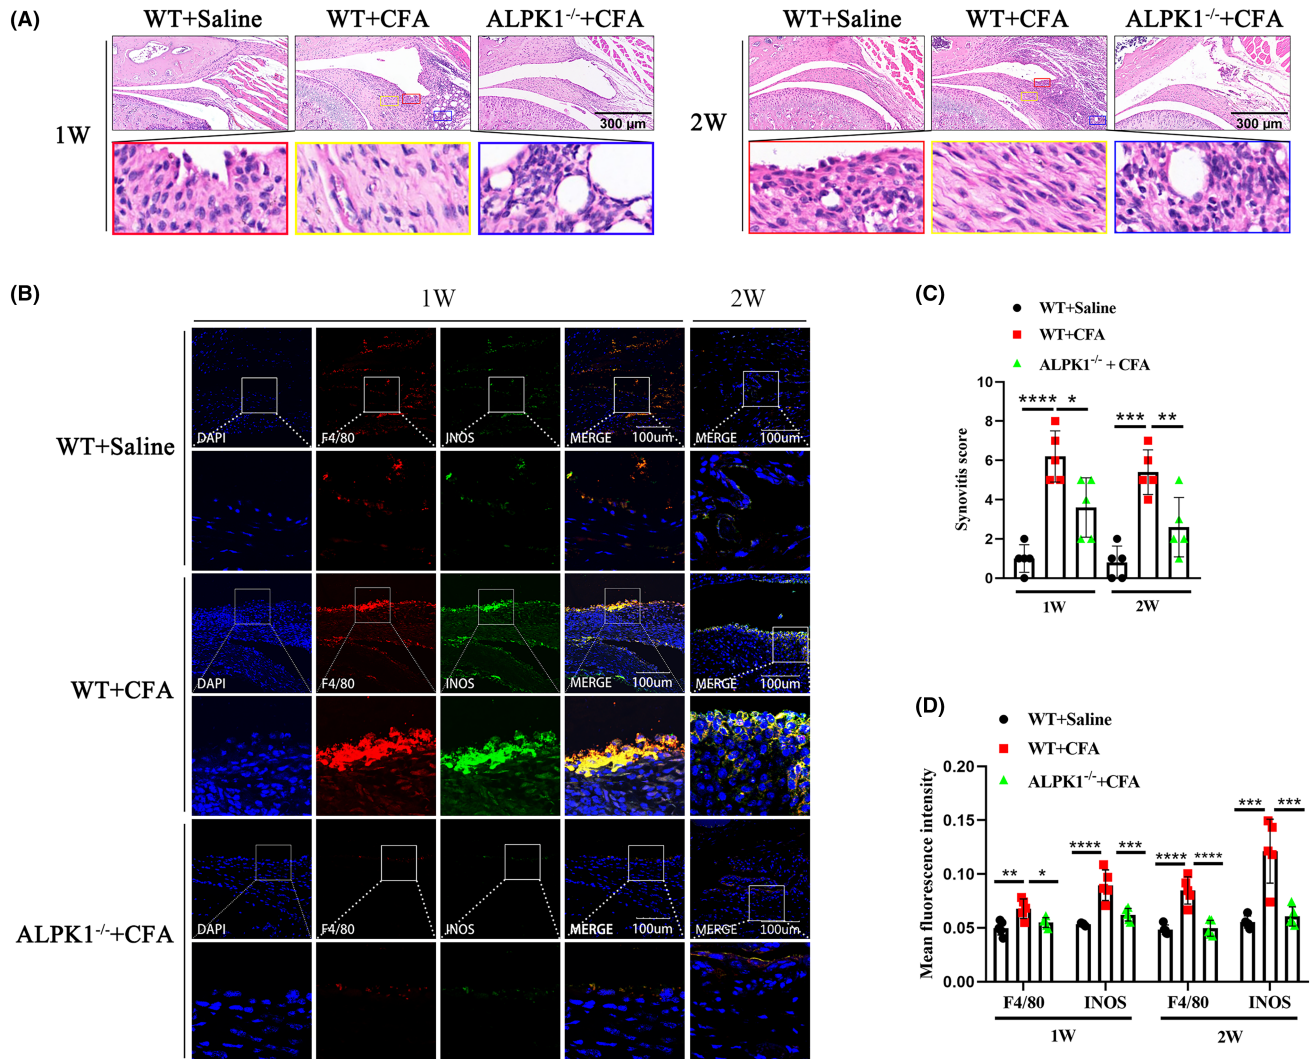 (A)
WT+Saline WT+CFA ALPK1-/-+CFA
WT+Saline WT+CFA ALPK1-/-+CFA
1W
300 μm
2W
300 μm
(B)
1W 2W
WT+Saline
DAPI F4/80 INOS MERGE 100um MERGE 100um
WT+CFA
DAPI F4/80 INOS MERGE 100um MERGE 100um
ALPK1-/-+CFA
DAPI F4/80 INOS MERGE 100um MERGE 100um
(C)
WT+Saline
WT+CFA
ALPK1-/- + CFA
Synovitis score
10
8
6
4
2
0
**** * *** **
1W 2W
(D)
WT+Saline
WT+CFA
ALPK1-/-+CFA
Mean fluorescence intensity
0.20
0.15
0.10
0.05
0.00
** * **** *** **** **** *** ***
F4/80 INOS F4/80 INOS
1W 2W